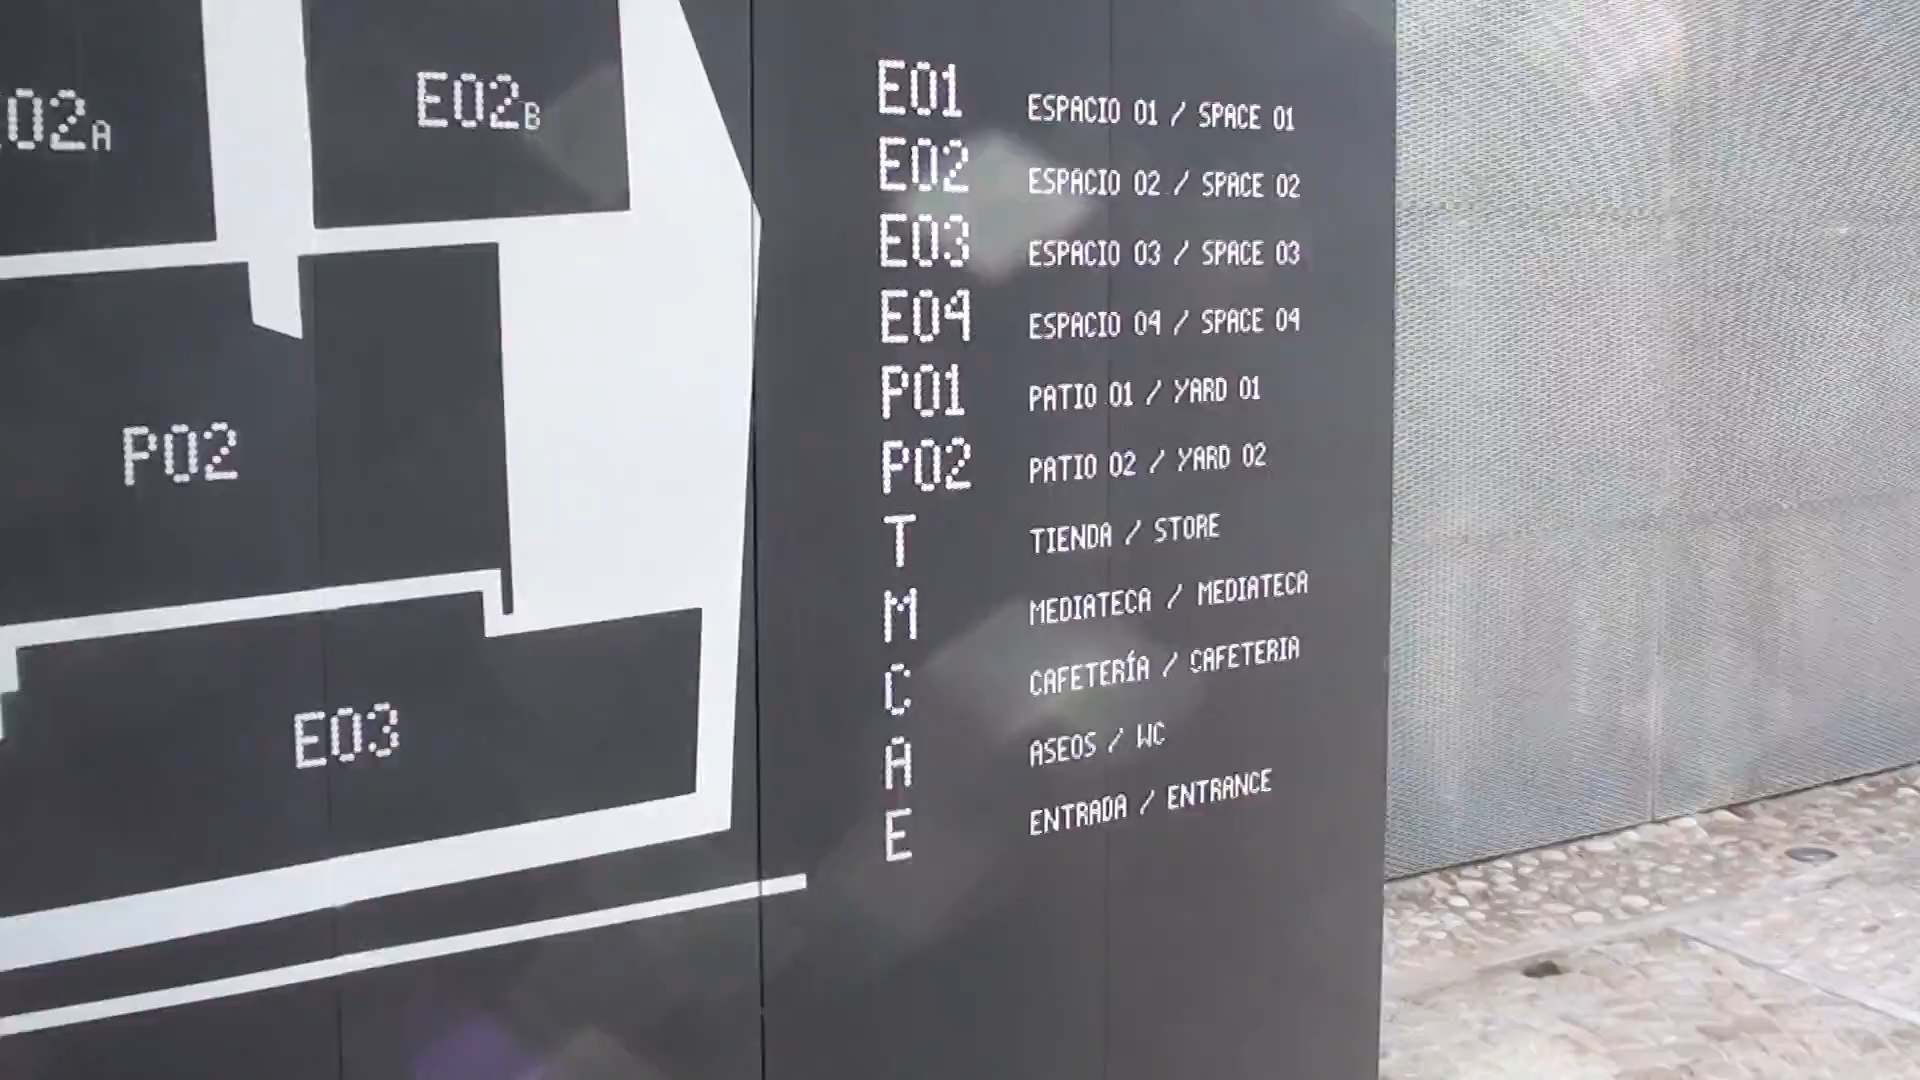 E02A
E02B
P02
E03
E01 ESPACIO 01 / SPACE 01
E02 ESPACIO 02 / SPACE 02
E03 ESPACIO 03 / SPACE 03
E04 ESPACIO 04 / SPACE 04
P01 PATIO 01 / YARD 01
P02 PATIO 02 / YARD 02
T TIENDA / STORE
M MEDIATECA / MEDIATECA
C CAFETERÍA / CAFETERIA
A ASEOS / WC
E ENTRADA / ENTRANCE